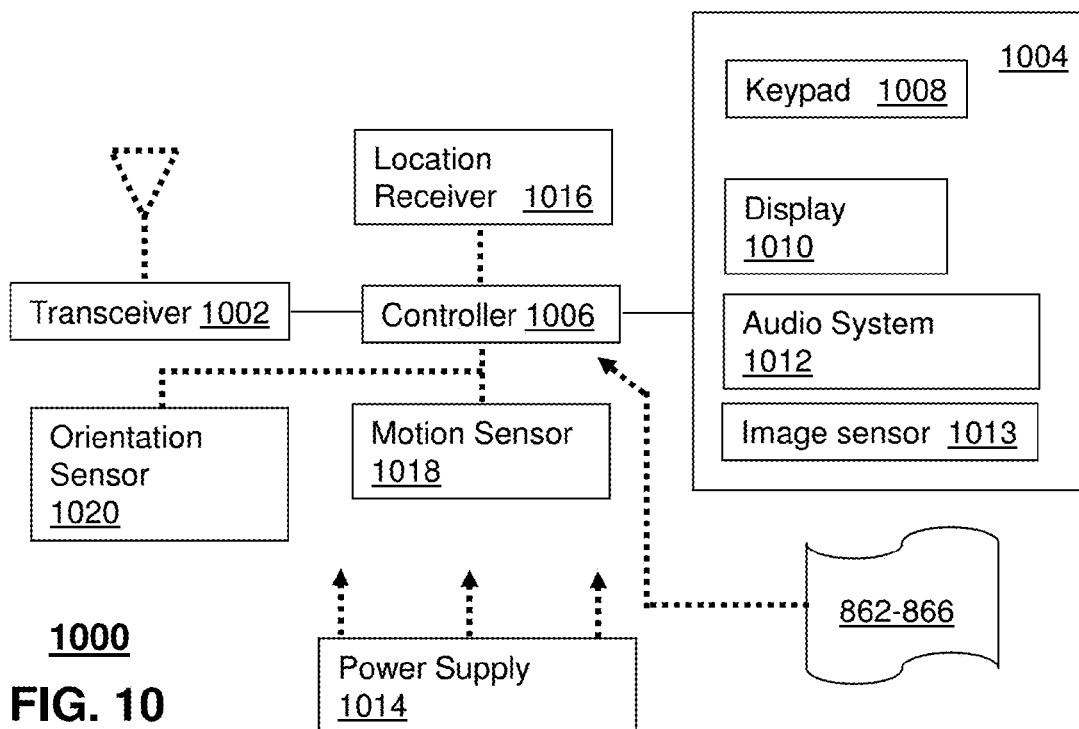 1004
Keypad 1008
Location
Receiver 1016
Display
1010
Transceiver 1002
Controller 1006
Audio System
1012
Orientation
Sensor
1020
Motion Sensor
1018
Image sensor 1013
862-866
1000
Power Supply
1014
FIG. 10